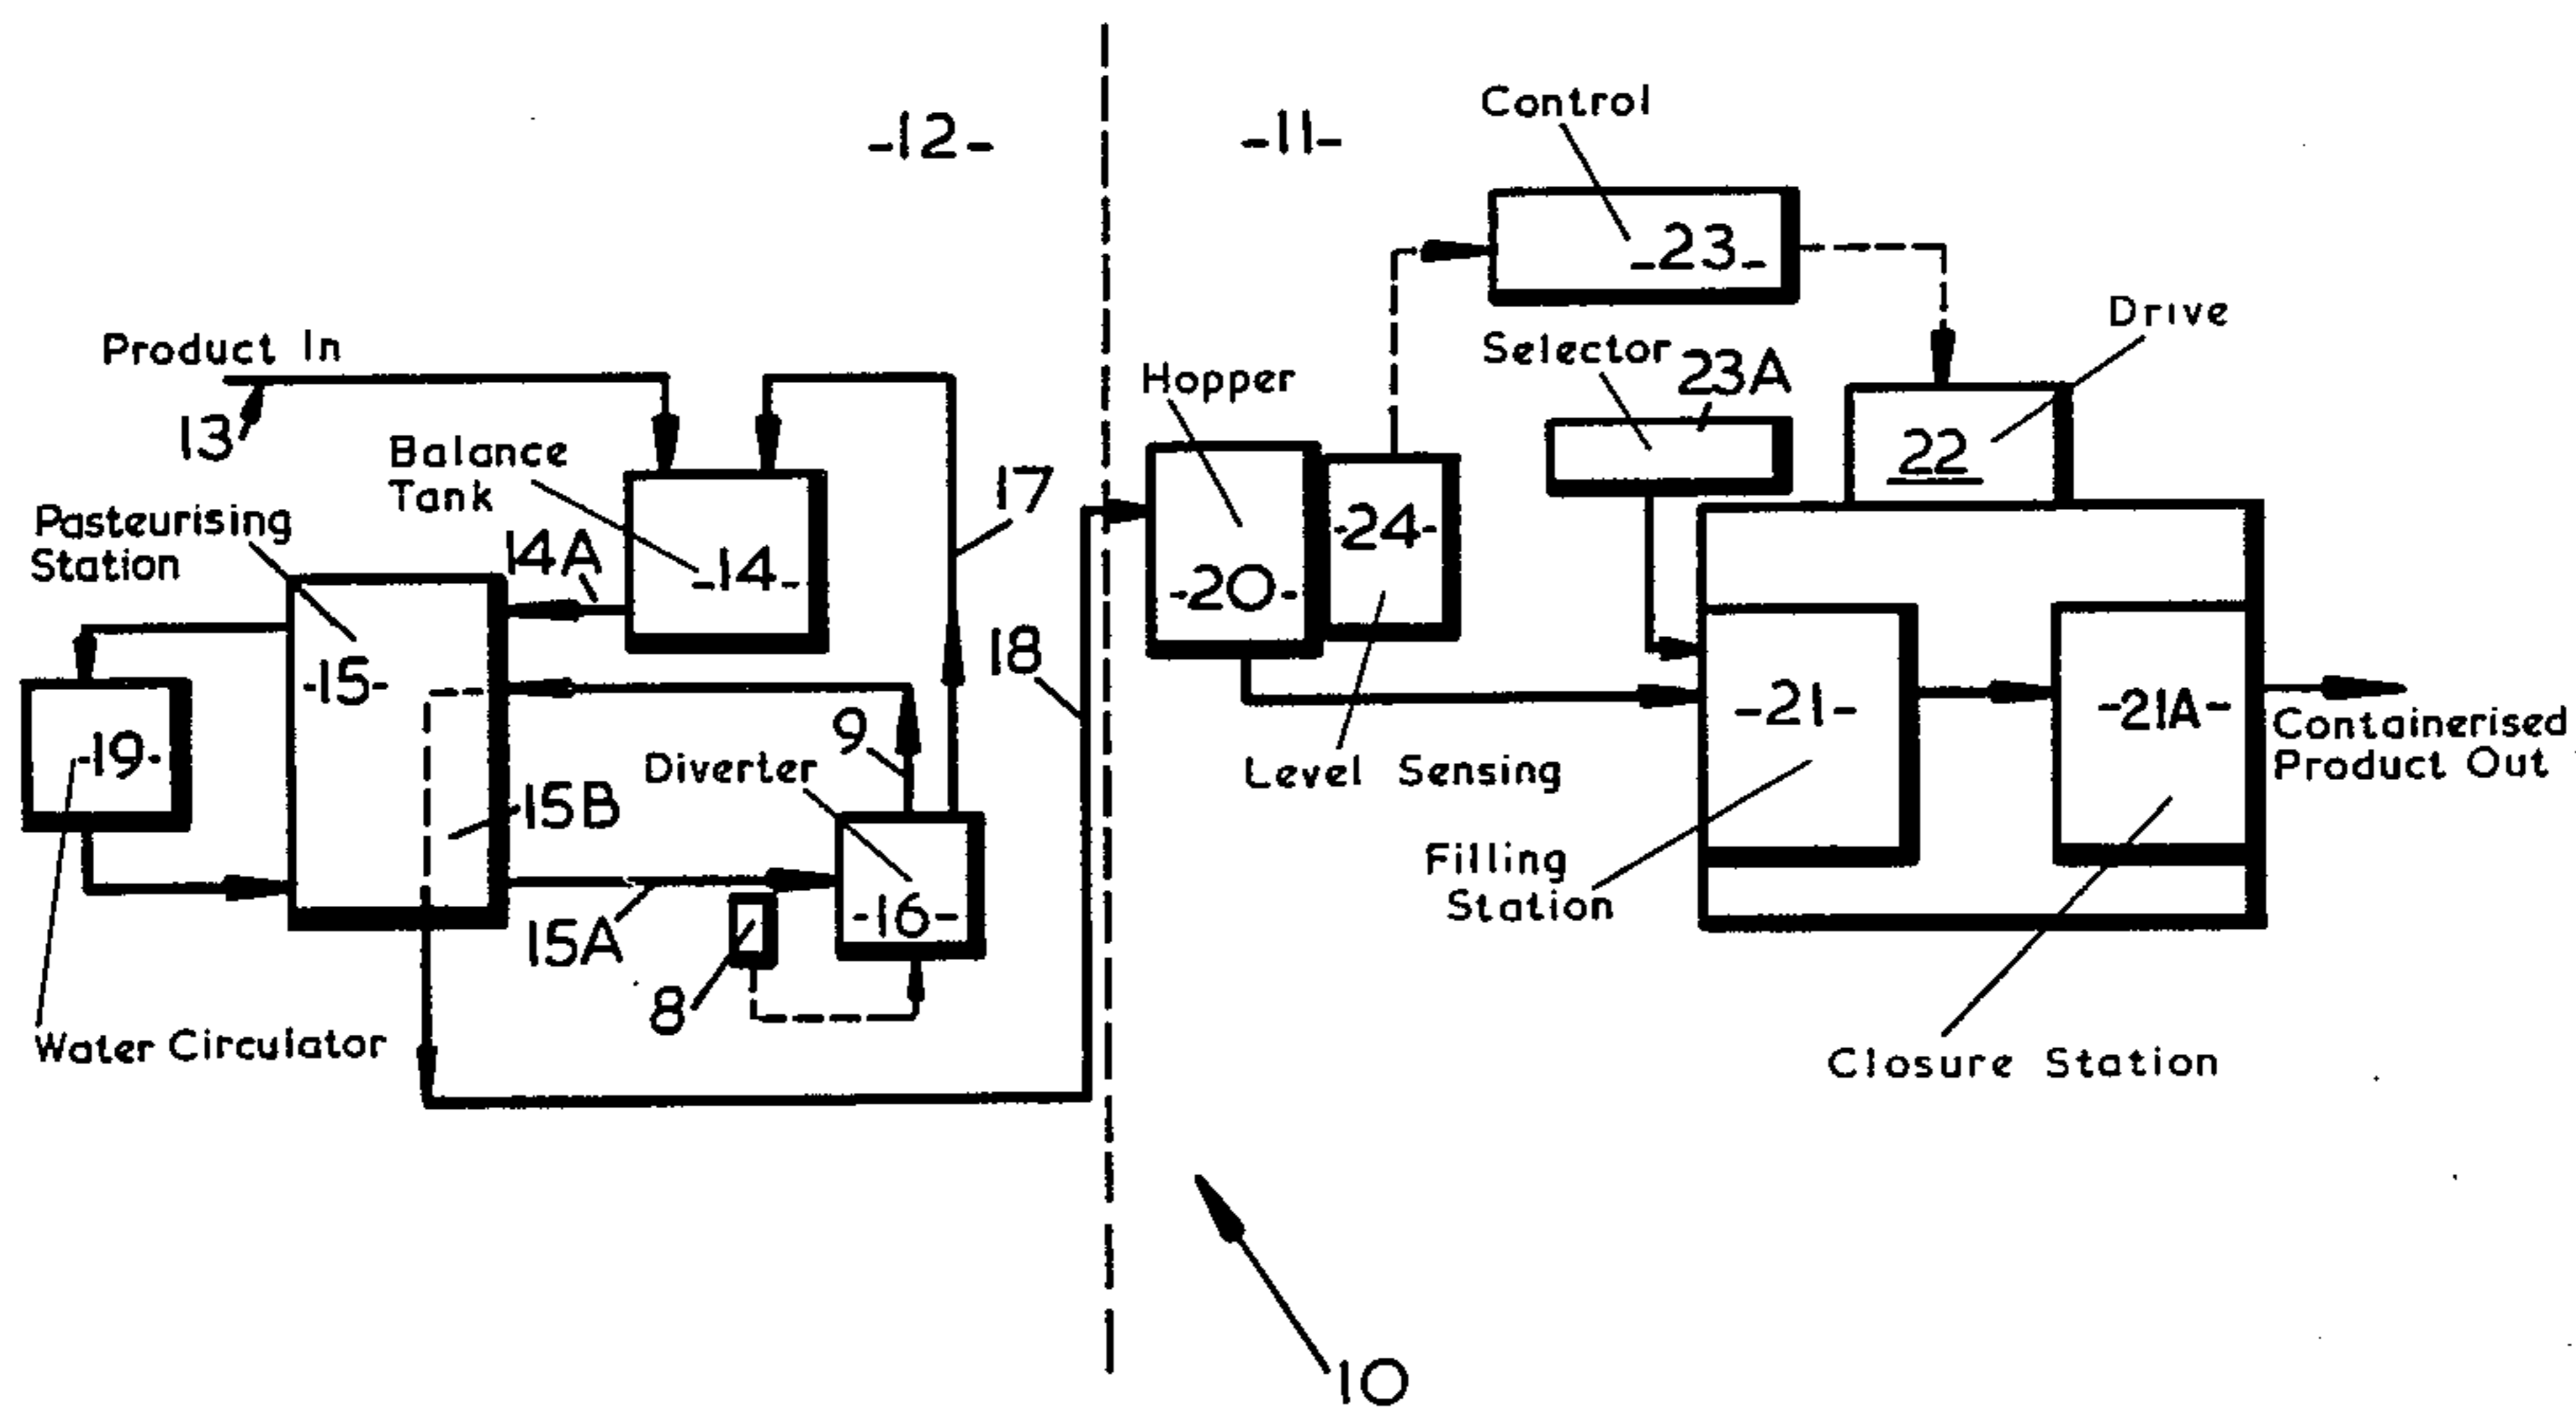 -12-
-11-
Control
-23-
Drive
Product In
Selector
23A
Hopper
13
Balance
Tank
22
17
-24-
Pasteurising
Station
14A
-14-
-20-
18
-15-
-21-
-21A-
Containerised
Product Out
-19-
9
Diverter
Level Sensing
15B
Filling
Station
-16-
15A
8
Water Circulator
Closure Station
10